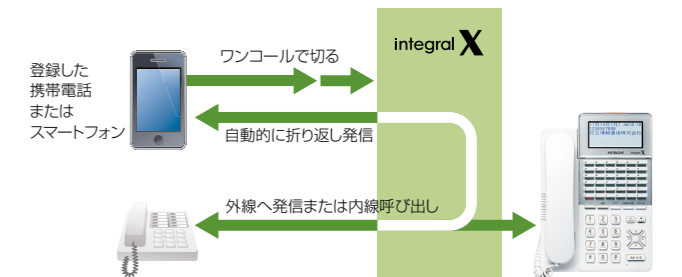 登録した
携帯電話
または
スマートフォン
ワンコールで切る
integral X
自動的に折り返し発信
外線へ発信または内線呼び出し
HITACHI